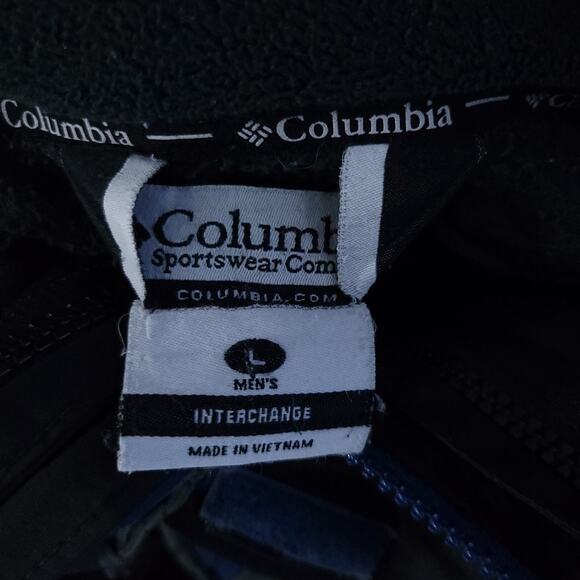 Columbia Columbia
Columb
Sportswear Com
COLUMBIA.COM
L
MEN'S
INTERCHANGE
MADE IN VIETNAM